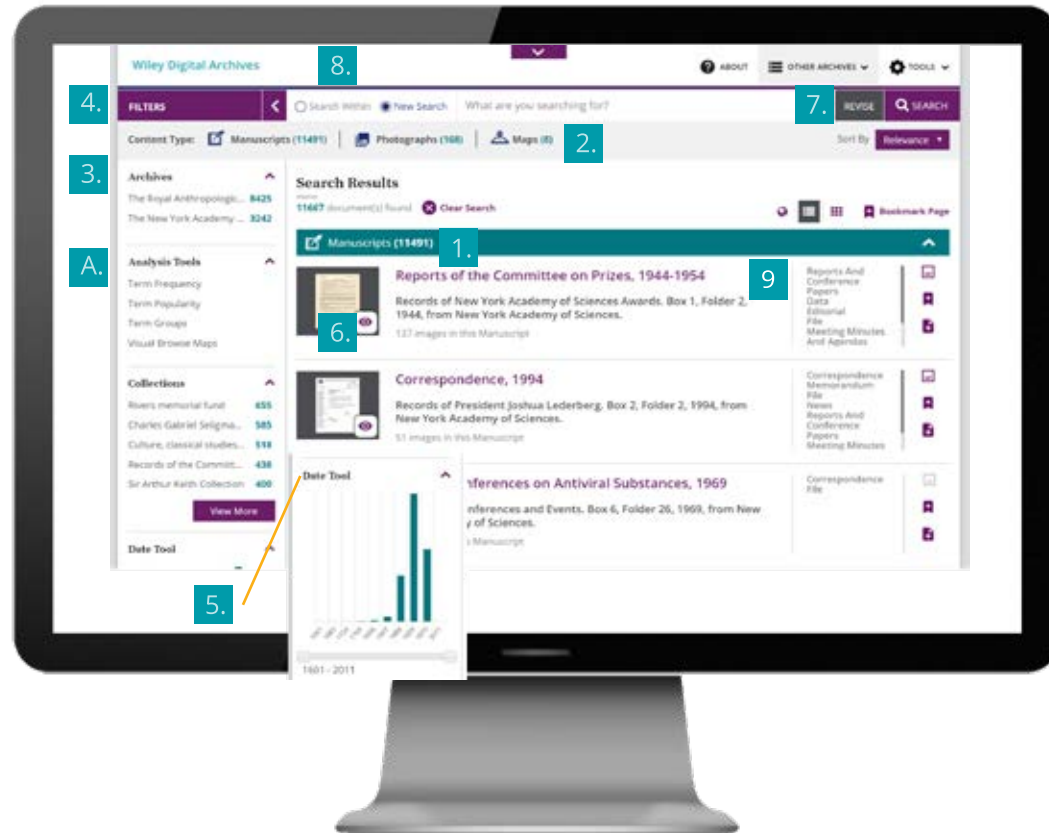 Wiley Digital Archives
8.
ABOUT
OTHER ARCHIVES
TOOLS
4.
FILTERS
Search Within
New Search
What are you searching for?
7.
REVISE
SEARCH
Content Type:
Manuscripts (11491)
Photographs (168)
Maps (8)
2.
Sort By
Relevance
3.
Archives
The Royal Anthropologic... 8425
The New York Academy ... 3242
Search Results
11667 document(s) found
Clear Search
Bookmark Page
A.
Analysis Tools
Term Frequency
Term Popularity
Term Groups
Visual Browse Maps
Manuscripts (11491)
1.
6.
Reports of the Committee on Prizes, 1944-1954
Records of New York Academy of Sciences Awards. Box 1, Folder 2,
1944, from New York Academy of Sciences.
137 images in this Manuscript
9
Reports And
Conference
Papers
Data
Editorial
File
Meeting Minutes
And Agendas
Collections
Rivers memorial fund 655
Charles Gabriel Seligma... 585
Culture, classical studies... 518
Records of the Committ... 438
Sir Arthur Keith Collection 400
View More
Correspondence, 1994
Records of President Joshua Lederberg. Box 2, Folder 2, 1994, from
New York Academy of Sciences.
51 images in this Manuscript
Correspondence
Memorandum
File
News
Reports And
Conference
Papers
Meeting Minutes
Date Tool
5.
Date Tool
1601 - 2011
nferences on Antiviral Substances, 1969
nferences and Events. Box 6, Folder 26, 1969, from New
y of Sciences.
s Manuscript
Correspondence
File